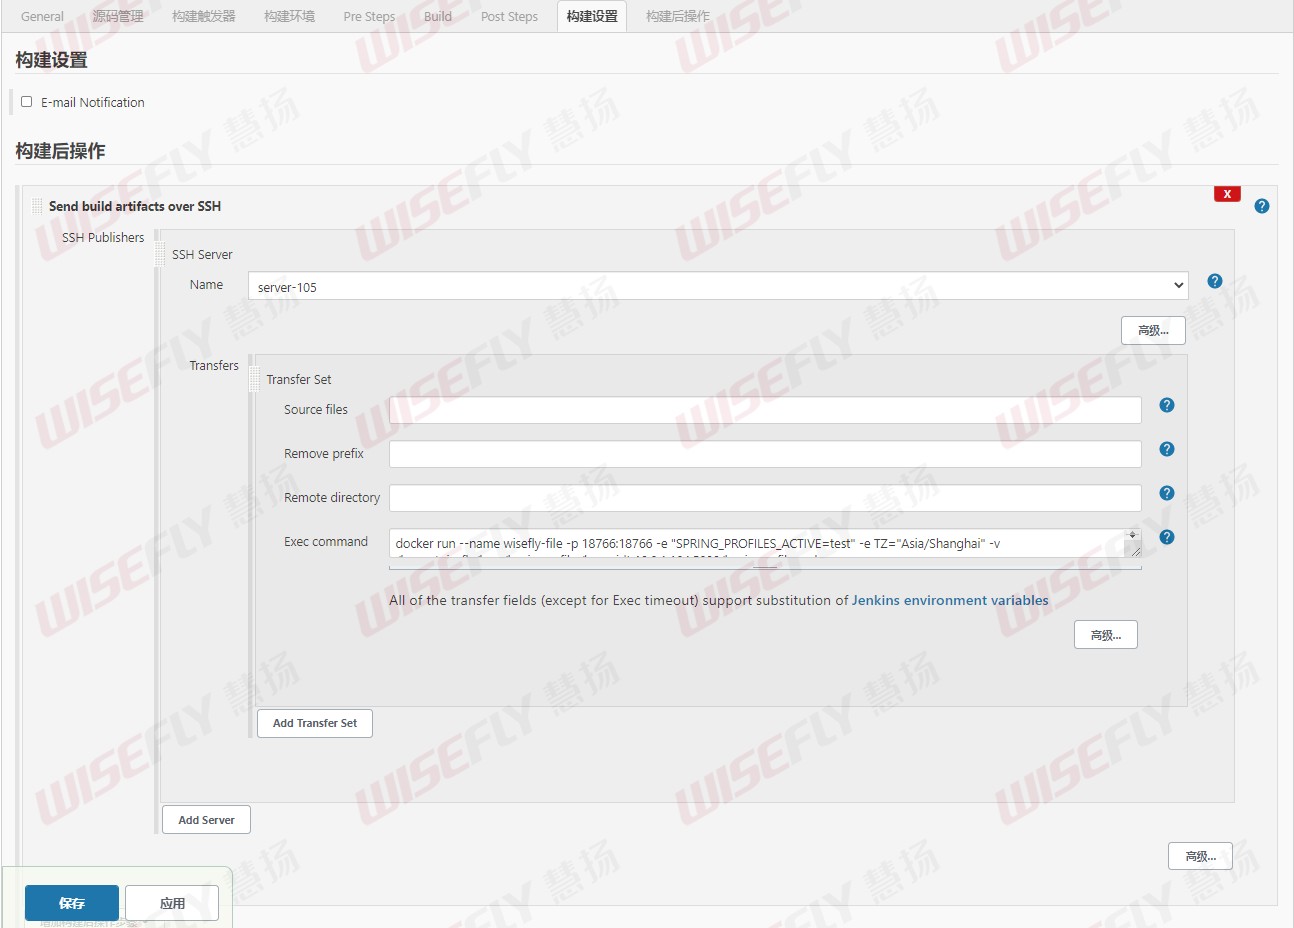 General 源码管理 构建触发器 构建环境 Pre Steps Build Post Steps 构建设置 构建后操作
构建设置
E-mail Notification
构建后操作
X
Send build artifacts over SSH
SSH Publishers
SSH Server
Name server-105
高级...
Transfers
Transfer Set
Source files
Remove prefix
Remote directory
Exec command docker run --name wisefly-file -p 18766:18766 -e "SPRING_PROFILES_ACTIVE=test" -e TZ="Asia/Shanghai" -v
All of the transfer fields (except for Exec timeout) support substitution of Jenkins environment variables
高级...
Add Transfer Set
Add Server
高级...
保存 应用
WISEFLY 慧扬